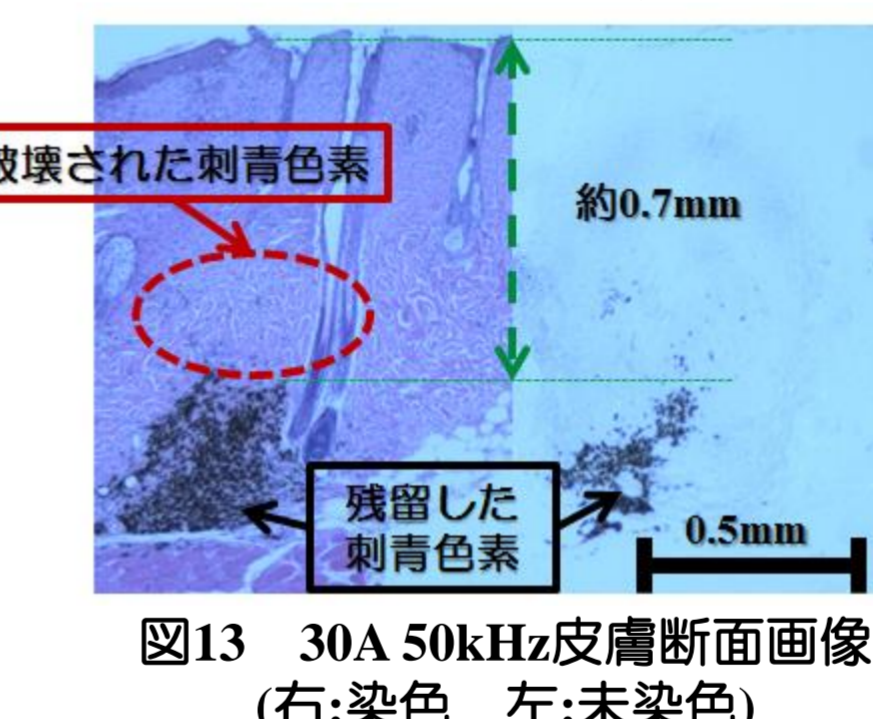 壊された刺青色素
約0.7mm
残留した
刺青色素
0.5mm
図13 30A 50kHz皮膚断面画像
(右:染色 左:未染色)